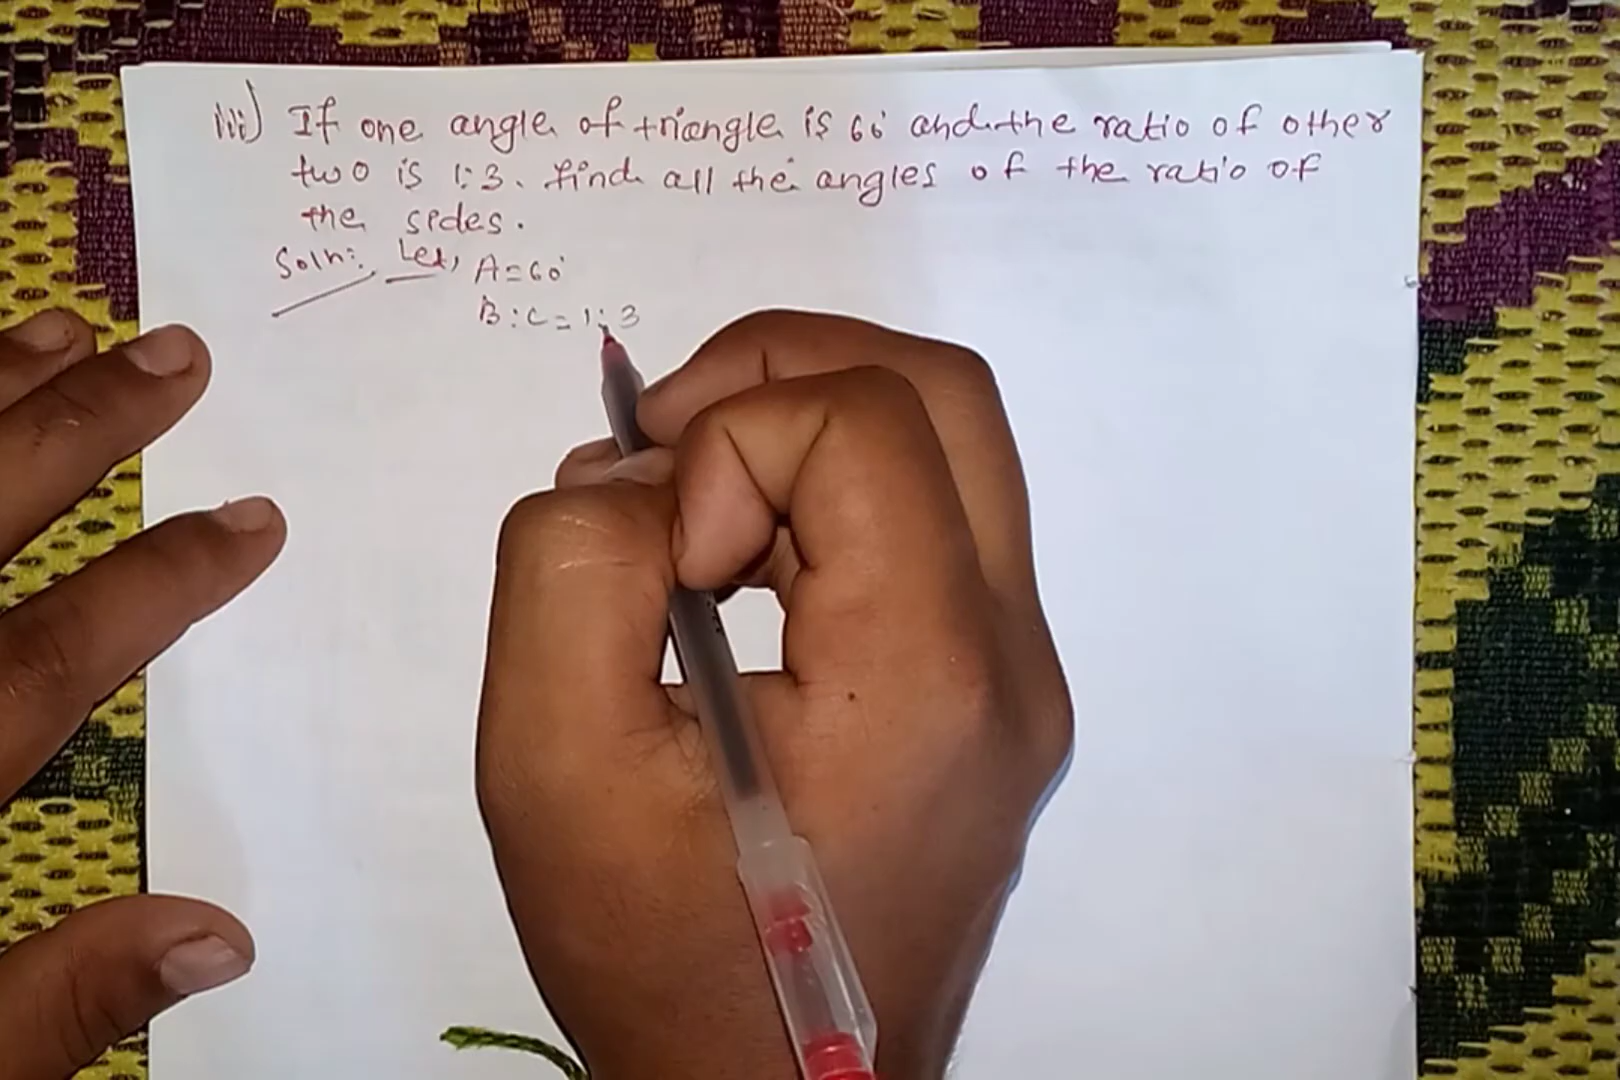 iii) If one angle of triangle is 60° and the ratio of other
two is 1:3. find all the angles of the ratio of
the sides.
Soln:, Let, A=60°
B:C=1:3